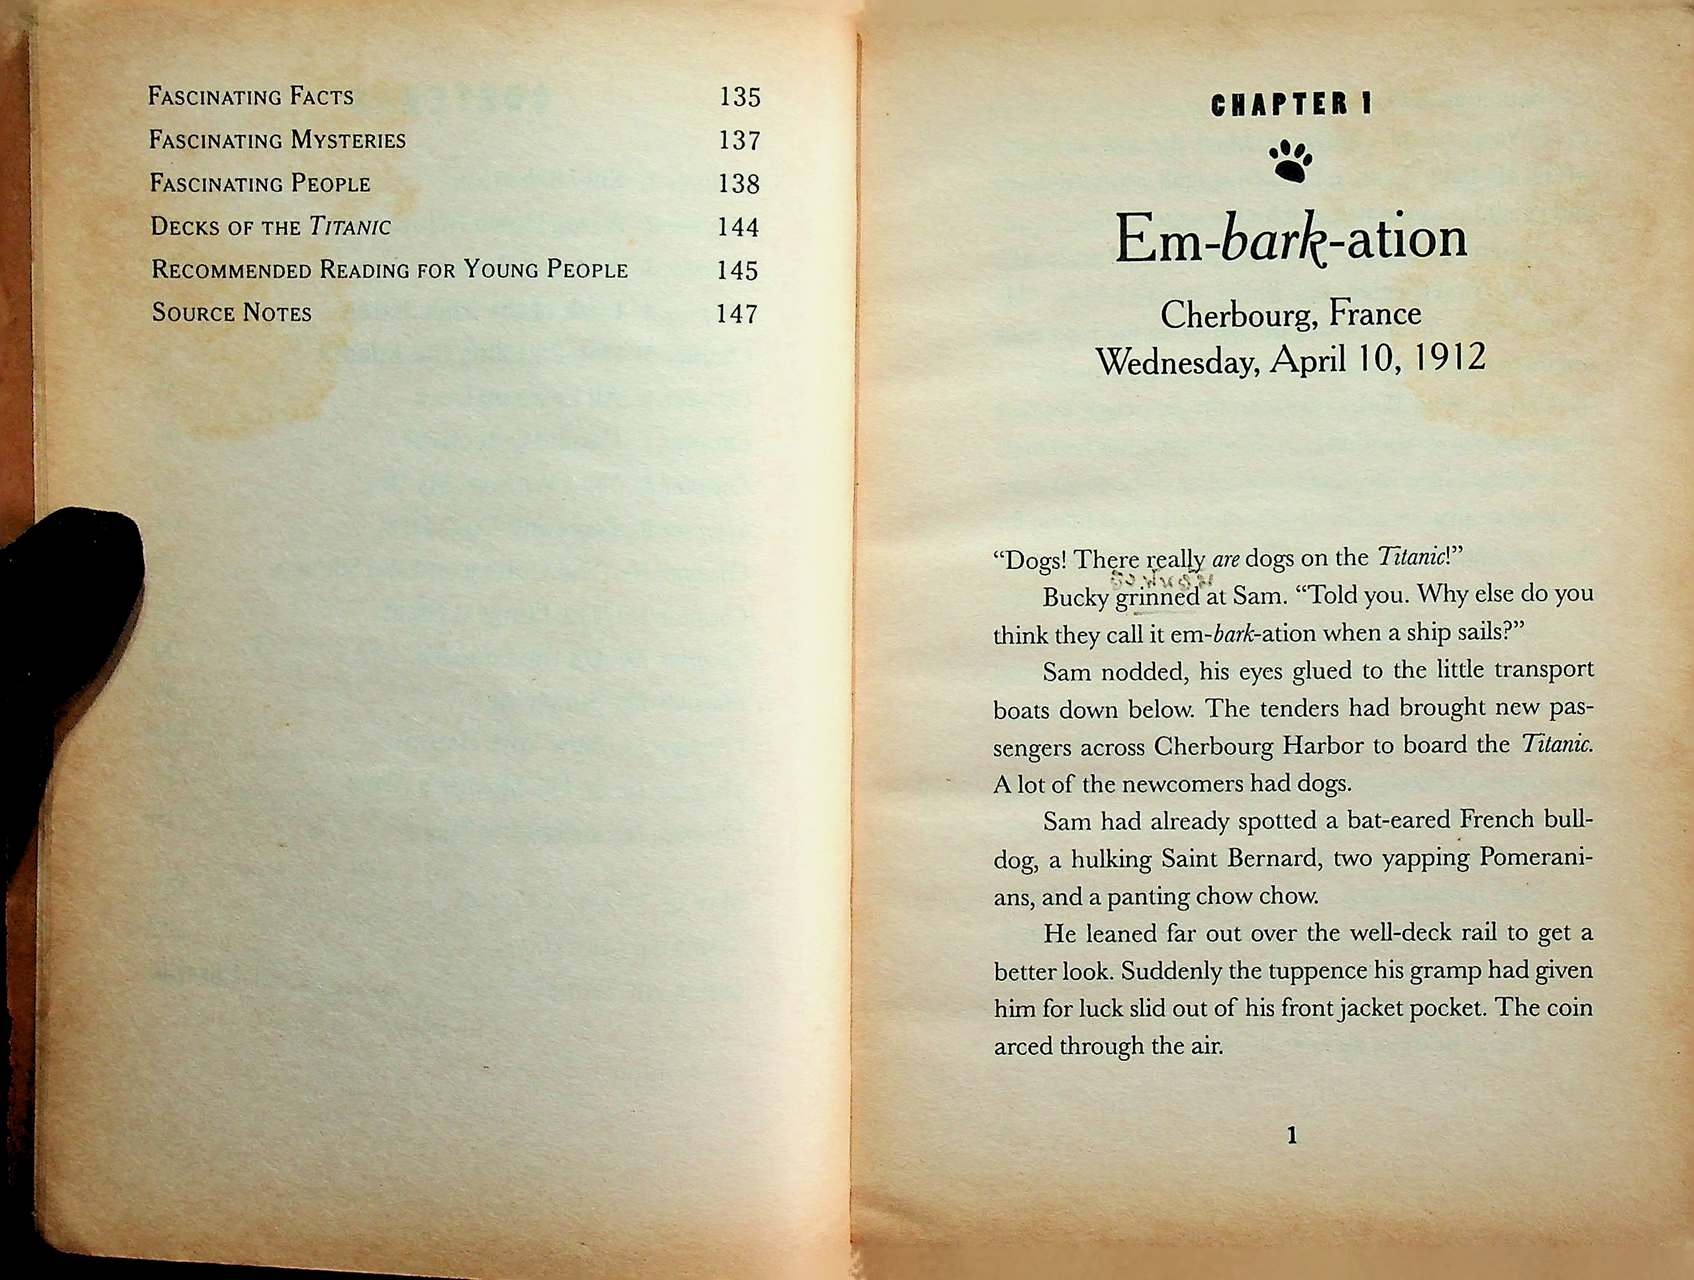 FASCINATING FACTS 135
FASCINATING MYSTERIES 137
FASCINATING PEOPLE 138
DECKS OF THE TITANIC 144
RECOMMENDED READING FOR YOUNG PEOPLE 145
SOURCE NOTES 147
CHAPTER 1
Em-bark-ation
Cherbourg, France
Wednesday, April 10, 1912
“Dogs! There really are dogs on the Titanic!”
Bucky grinned at Sam. “Told you. Why else do you
think they call it em-bark-ation when a ship sails?”
Sam nodded, his eyes glued to the little transport
boats down below. The tenders had brought new pas-
sengers across Cherbourg Harbor to board the Titanic.
A lot of the newcomers had dogs.
Sam had already spotted a bat-eared French bull-
dog, a hulking Saint Bernard, two yapping Pomerani-
ans, and a panting chow chow.
He leaned far out over the well-deck rail to get a
better look. Suddenly the tuppence his gramp had given
him for luck slid out of his front jacket pocket. The coin
arced through the air.
1